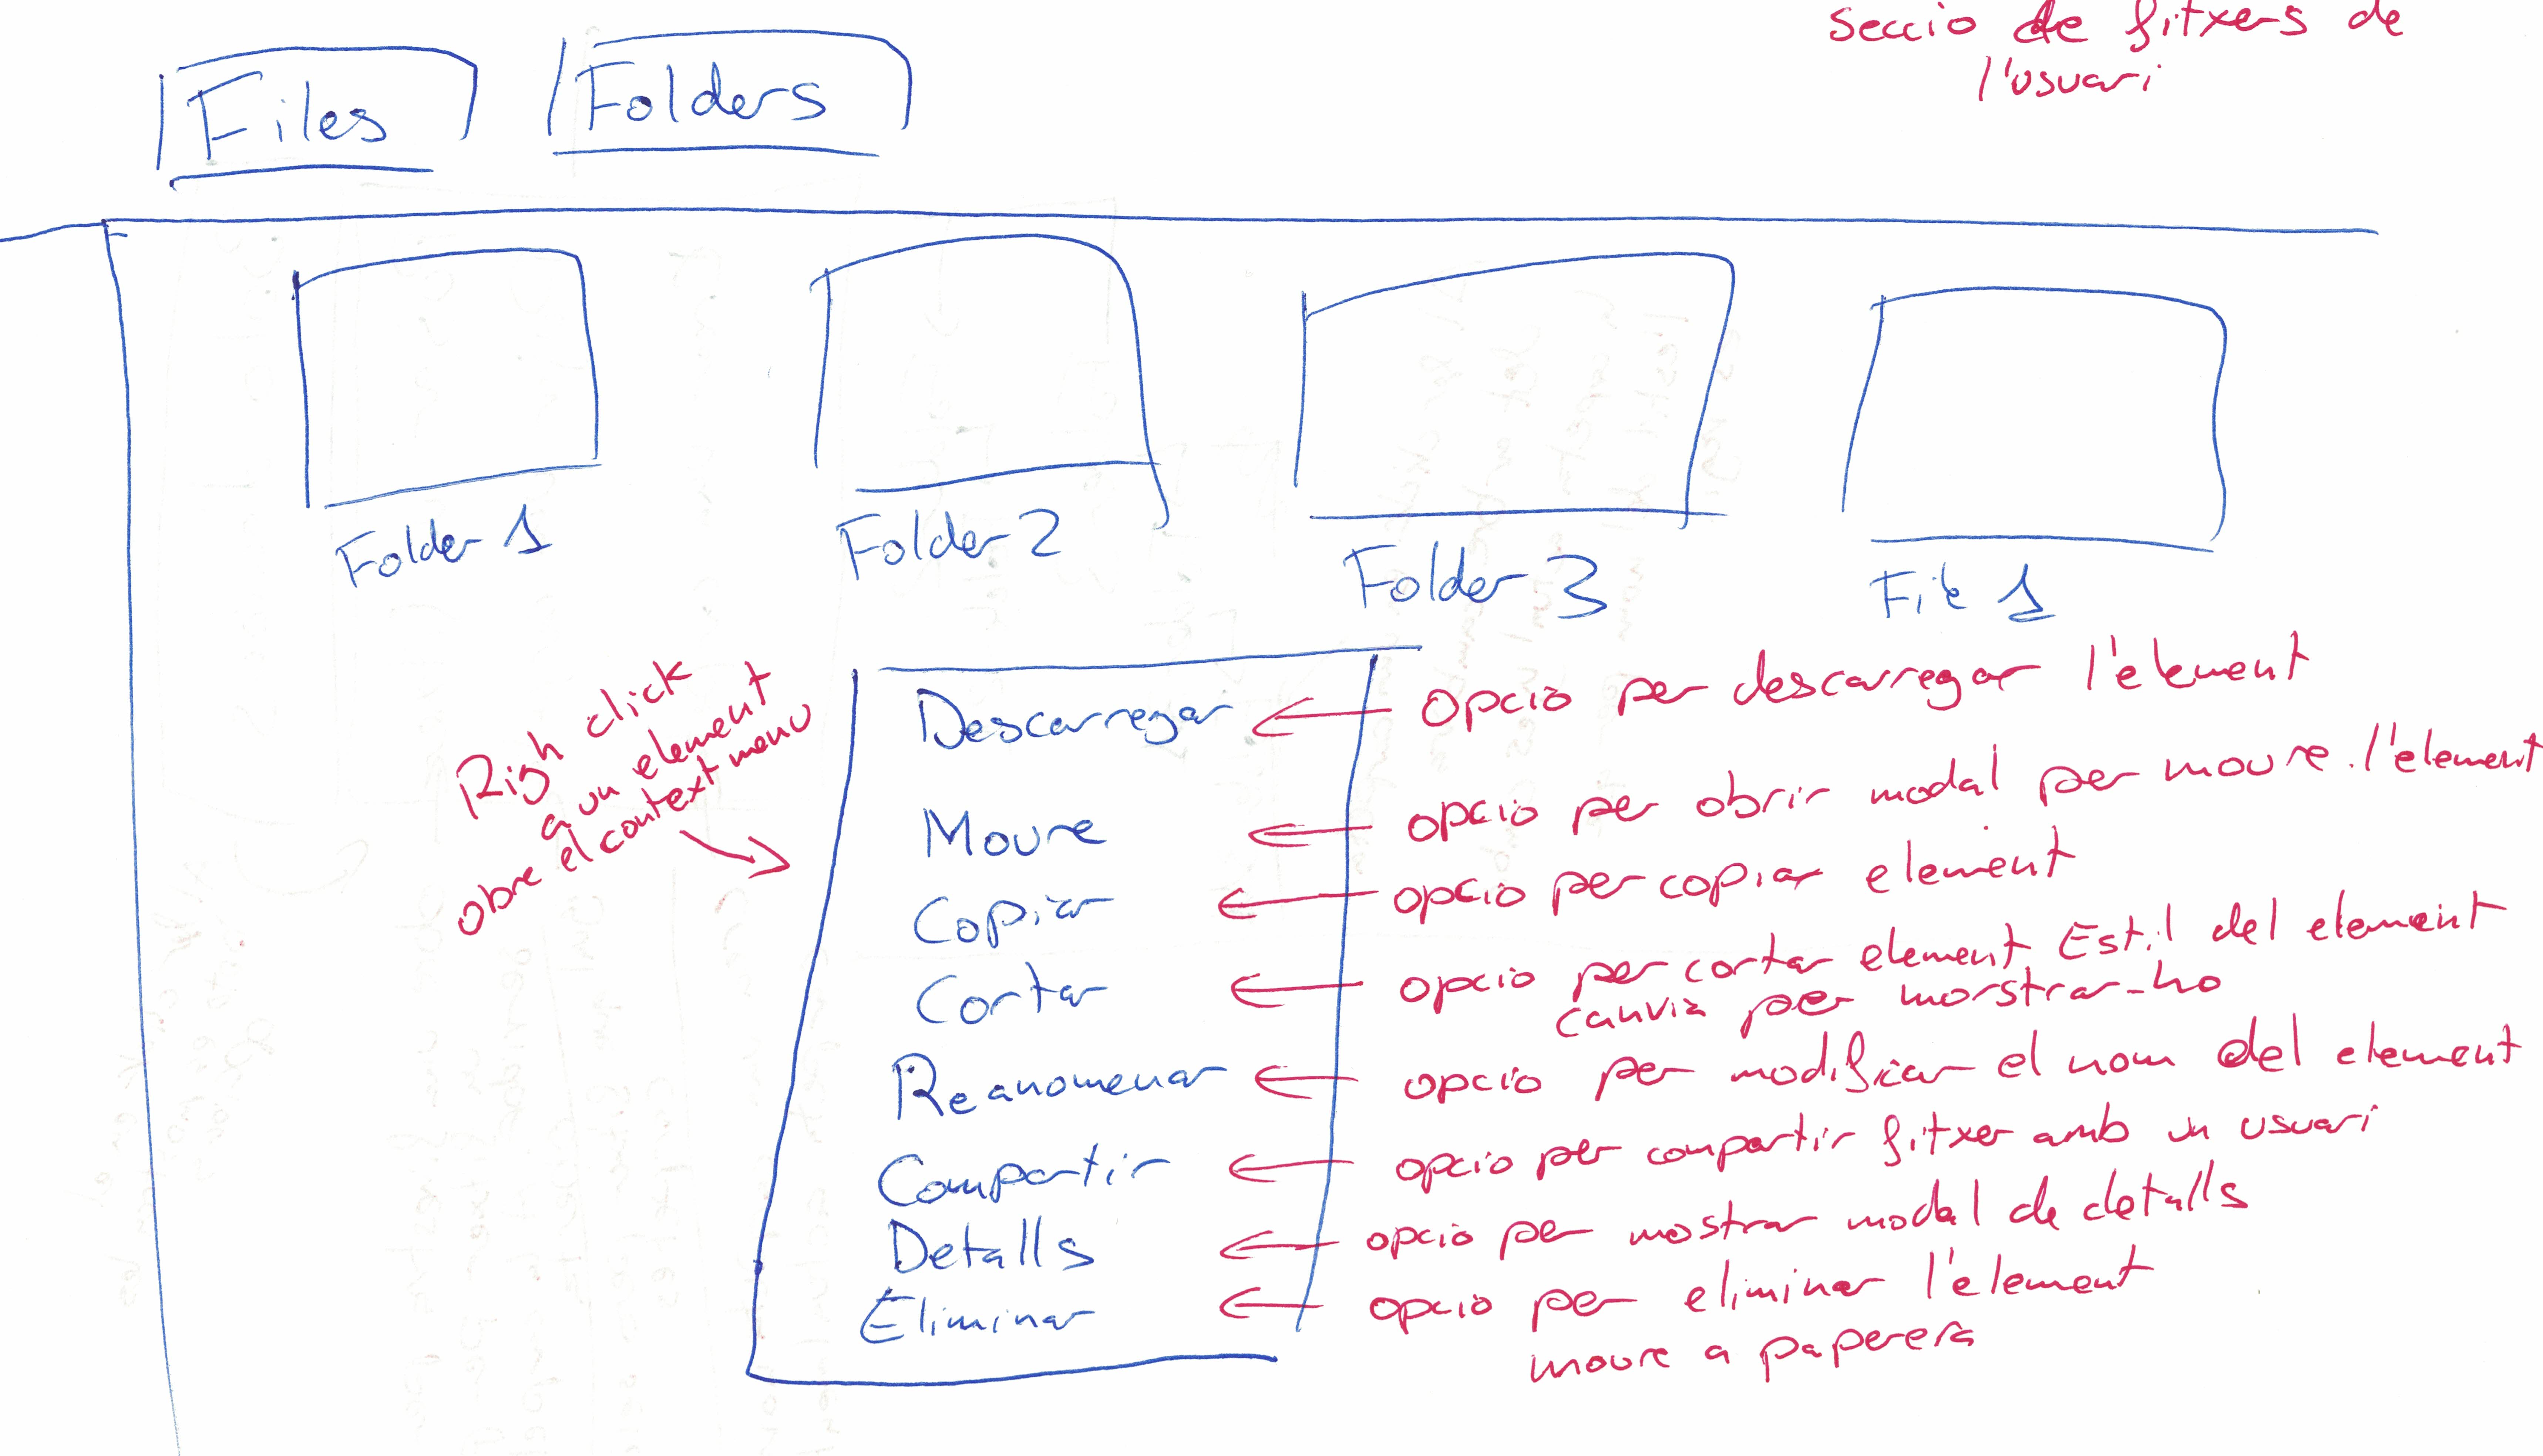 seccio de fitxers de
l'usuari
Files
Folders
Folder 1
Folder 2
Folder 3
File 1
Righ click
a un element
obre el context menu
Descarregar
opcio per descarregar l'element
Moure
opcio per obrir modal per moure l'element
Copiar
opcio per copiar element
Cortar
opcio per cortar element. Estil del element
canvia per morstrar-ho
Reanomenar
opcio per modificar el nom del element
Compartir
opcio per compartir fitxer amb un usuari
Detalls
opcio per mostrar modal de detalls
Eliminar
opcio per eliminar l'element
moure a paperera